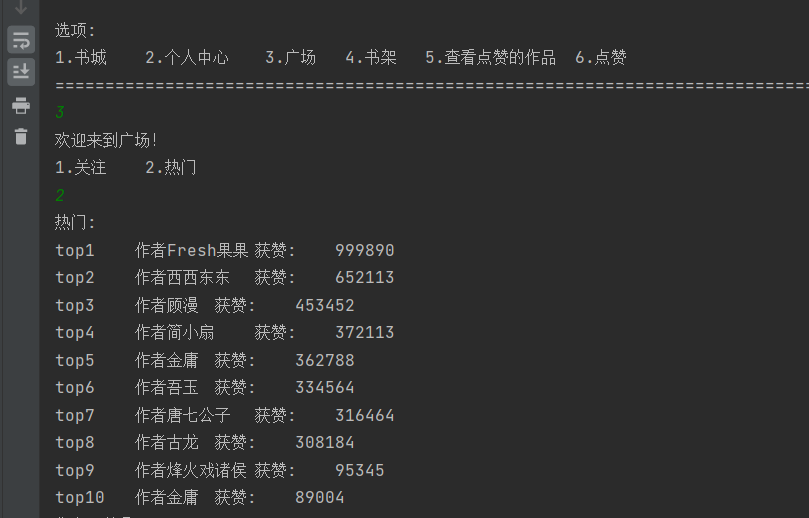 选项:
1.书城    2.个人中心    3.广场   4.书架   5.查看点赞的作品  6.点赞
================================================================================
3
欢迎来到广场!
1.关注    2.热门
2
热门:
top1    作者Fresh果果 获赞:    999890
top2    作者西西东东   获赞:    652113
top3    作者顾漫  获赞:    453452
top4    作者简小扇    获赞:    372113
top5    作者金庸  获赞:    362788
top6    作者吾玉  获赞:    334564
top7    作者唐七公子   获赞:    316464
top8    作者古龙  获赞:    308184
top9    作者烽火戏诸侯 获赞:    95345
top10   作者金庸  获赞:    89004